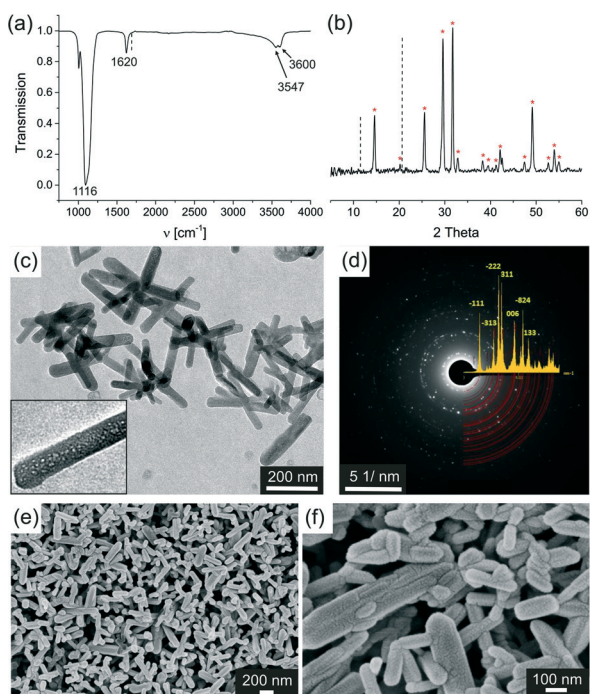 (a)
1.0
0.8
0.6
0.4
0.2
0.0
Transmission
1620
3600
3547
1116
1000 1500 2000 2500 3000 3500 4000
ν [cm⁻¹]
(b)
* * * * * * * * * * * * * * *
10 20 30 40 50 60
2 Theta
(c)
200 nm
(d)
-222
311
-111
-824
006
-313
133
5 1/ nm
(e)
200 nm
(f)
100 nm